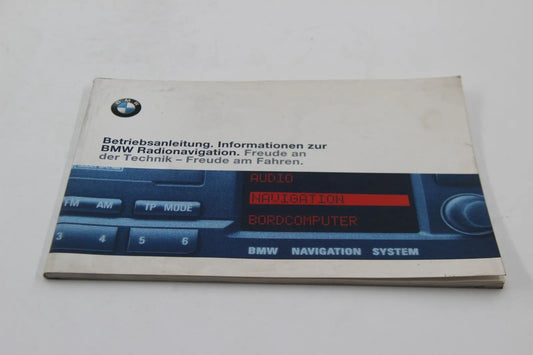 BMW
Betriebsanleitung. Informationen zur
BMW Radionavigation. Freude an
der Technik – Freude am Fahren.
AUDIO
NAVIGATION
BORDCOMPUTER
FM AM TP MODE
3 4 5 6
BMW NAVIGATION SYSTEM